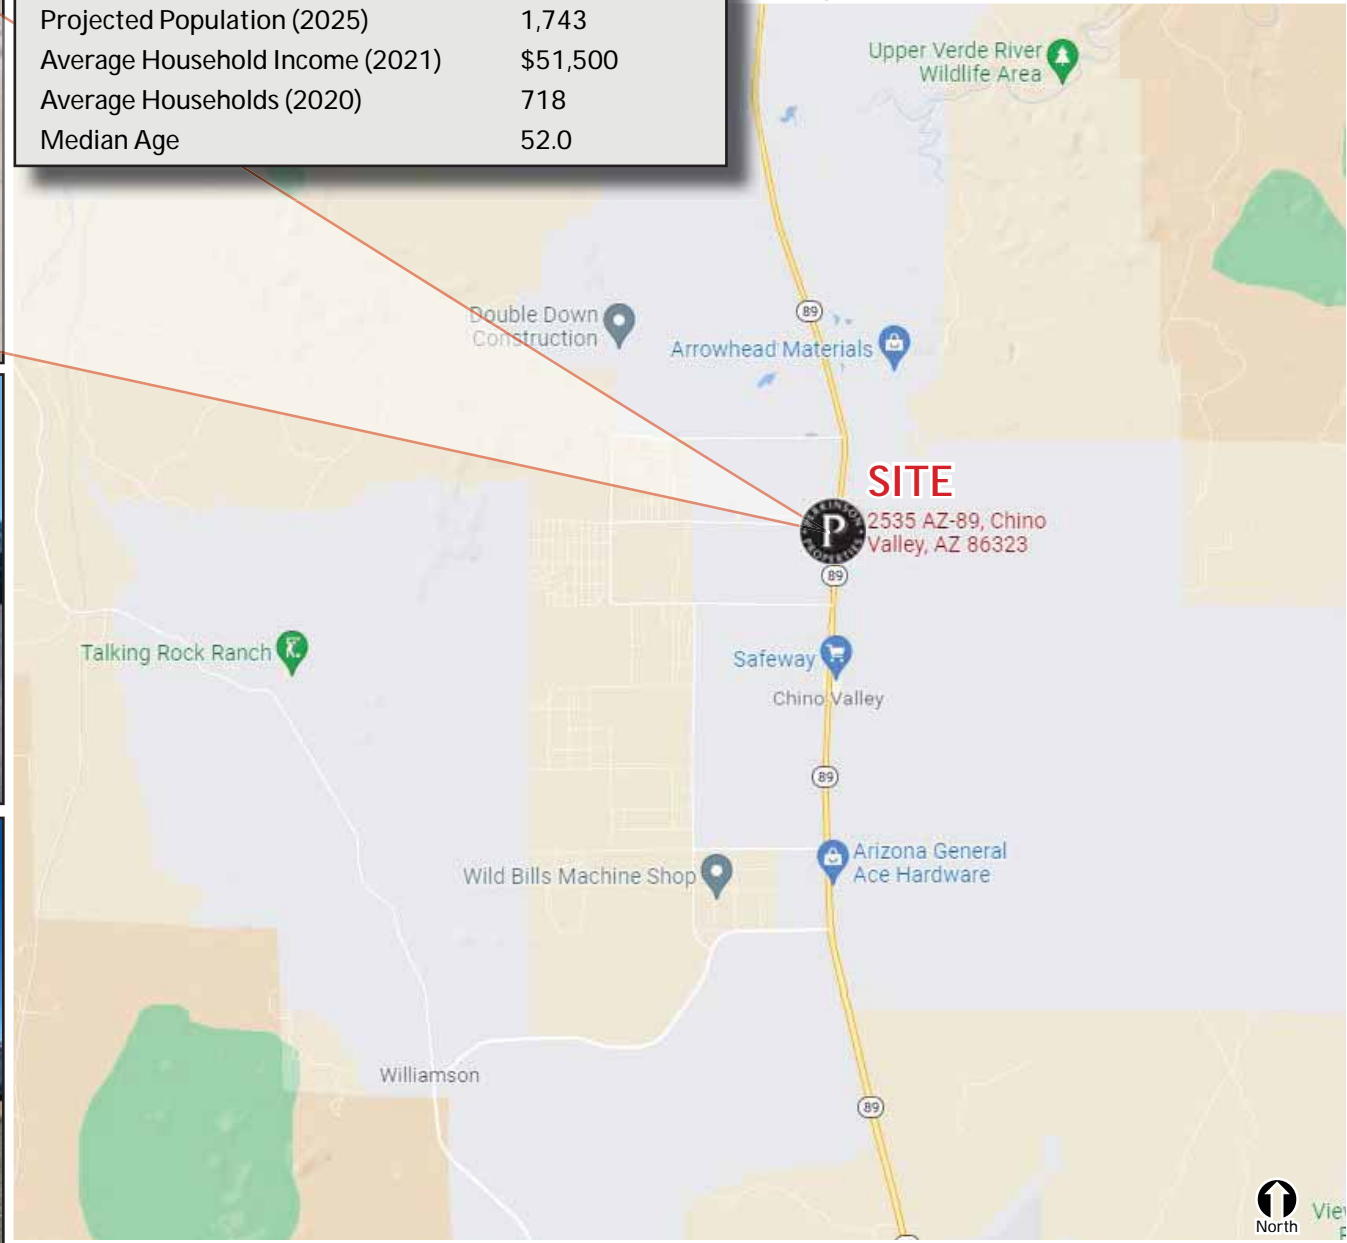 Projected Population (2025) 1,743
Average Household Income (2021) $51,500
Average Households (2020) 718
Median Age 52.0
Upper Verde River
Wildlife Area
89
Double Down
Construction
Arrowhead Materials
SITE
2535 AZ-89, Chino
Valley, AZ 86323
PARKINSON
P
PROPERTIES
89
Talking Rock Ranch
Safeway
Chino Valley
89
Arizona General
Ace Hardware
Wild Bills Machine Shop
Williamson
89
North